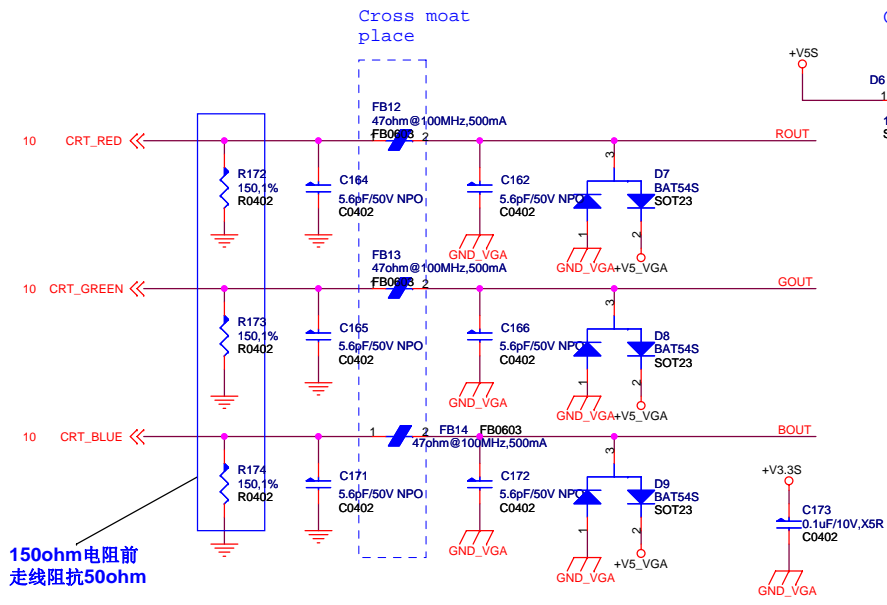 Cross moat
place
C
+V5S
D6
1
1
S
FB12
47ohm@100MHz,500mA
FB0603
1
2
10
CRT_RED
ROUT
R172
150,1%
R0402
C164
5.6pF/50V NPO
C0402
C162
5.6pF/50V NPO
C0402
3
D7
BAT54S
SOT23
1
2
GND_VGA
GND_VGA
+V5_VGA
FB13
47ohm@100MHz,500mA
FB0603
1
2
10
CRT_GREEN
GOUT
R173
150,1%
R0402
C165
5.6pF/50V NPO
C0402
C166
5.6pF/50V NPO
C0402
3
D8
BAT54S
SOT23
1
2
GND_VGA
GND_VGA
+V5_VGA
10
CRT_BLUE
1
2
FB14
FB0603
47ohm@100MHz,500mA
BOUT
R174
150,1%
R0402
C171
5.6pF/50V NPO
C0402
C172
5.6pF/50V NPO
C0402
3
D9
BAT54S
SOT23
1
2
GND_VGA
GND_VGA
+V5_VGA
+V3.3S
C173
0.1uF/10V,X5R
C0402
GND_VGA
150ohm电阻前
走线阻抗50ohm